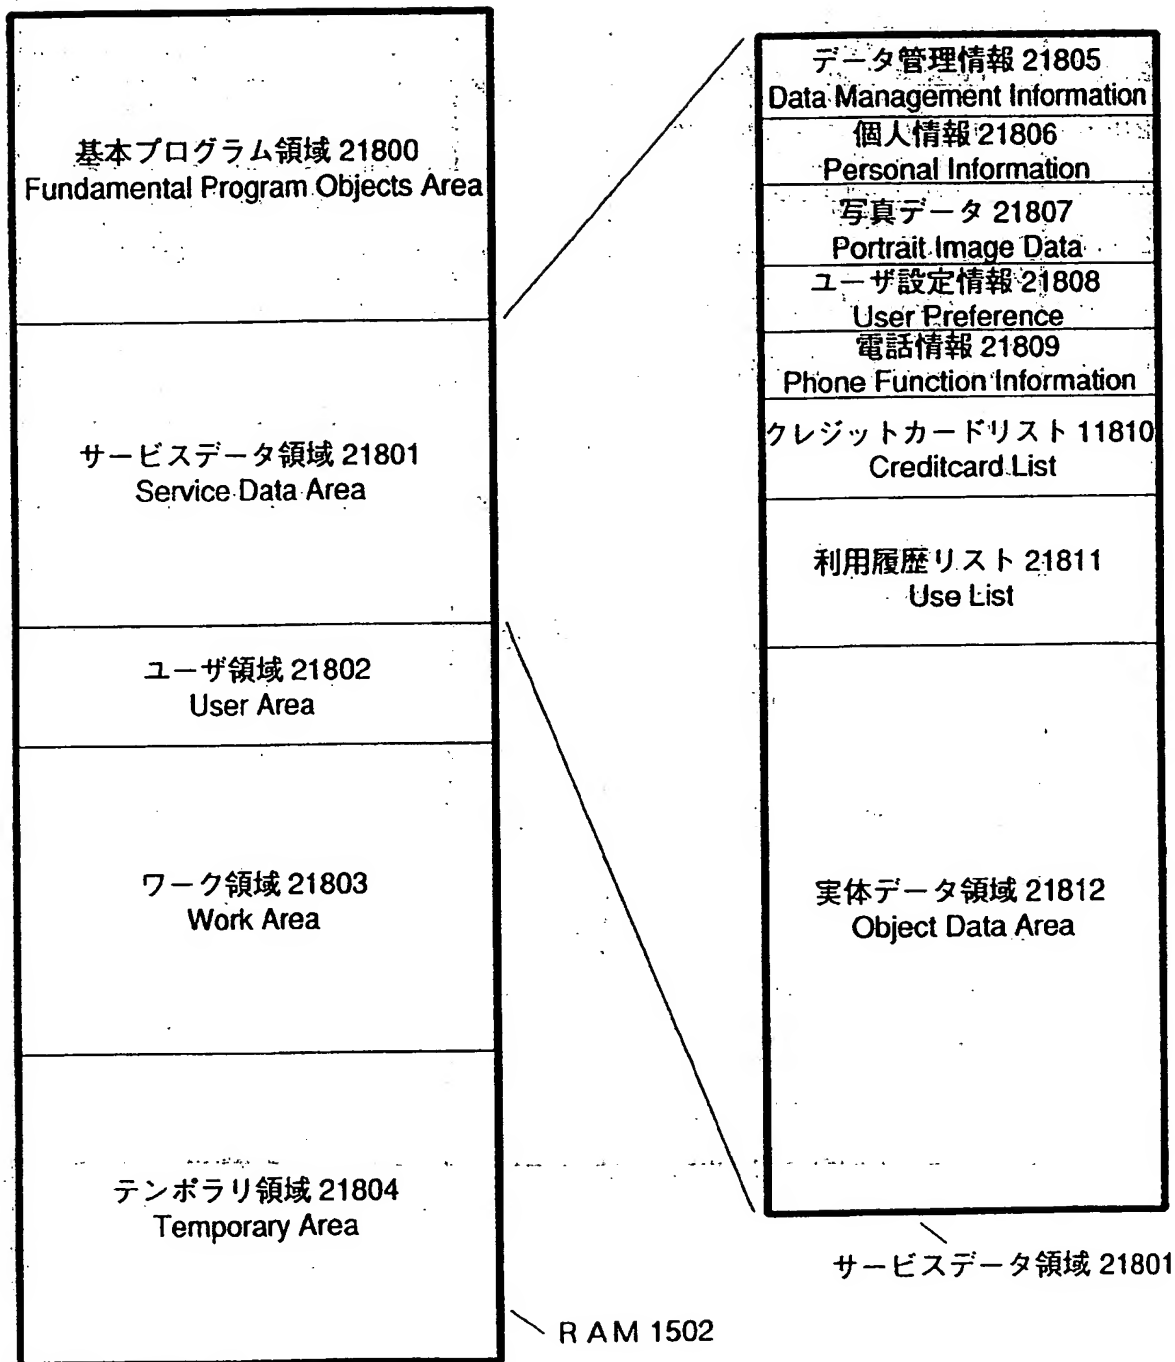 基本プログラム領域 21800
Fundamental Program Objects Area
サービスデータ領域 21801
Service Data Area
ユーザ領域 21802
User Area
ワーク領域 21803
Work Area
テンポラリ領域 21804
Temporary Area
RAM 1502
データ管理情報 21805
Data Management Information
個人情報 21806
Personal Information
写真データ 21807
Portrait Image Data
ユーザ設定情報 21808
User Preference
電話情報 21809
Phone Function Information
クレジットカードリスト 11810
Creditcard List
利用履歴リスト 21811
Use List
実体データ領域 21812
Object Data Area
サービスデータ領域 21801